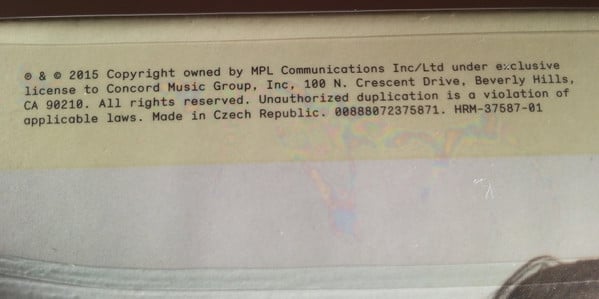 ℗ & © 2015 Copyright owned by MPL Communications Inc/Ltd under exclusive
license to Concord Music Group, Inc, 100 N. Crescent Drive, Beverly Hills,
CA 90210. All rights reserved. Unauthorized duplication is a violation of
applicable laws. Made in Czech Republic. 00888072375871. HRM-37587-01